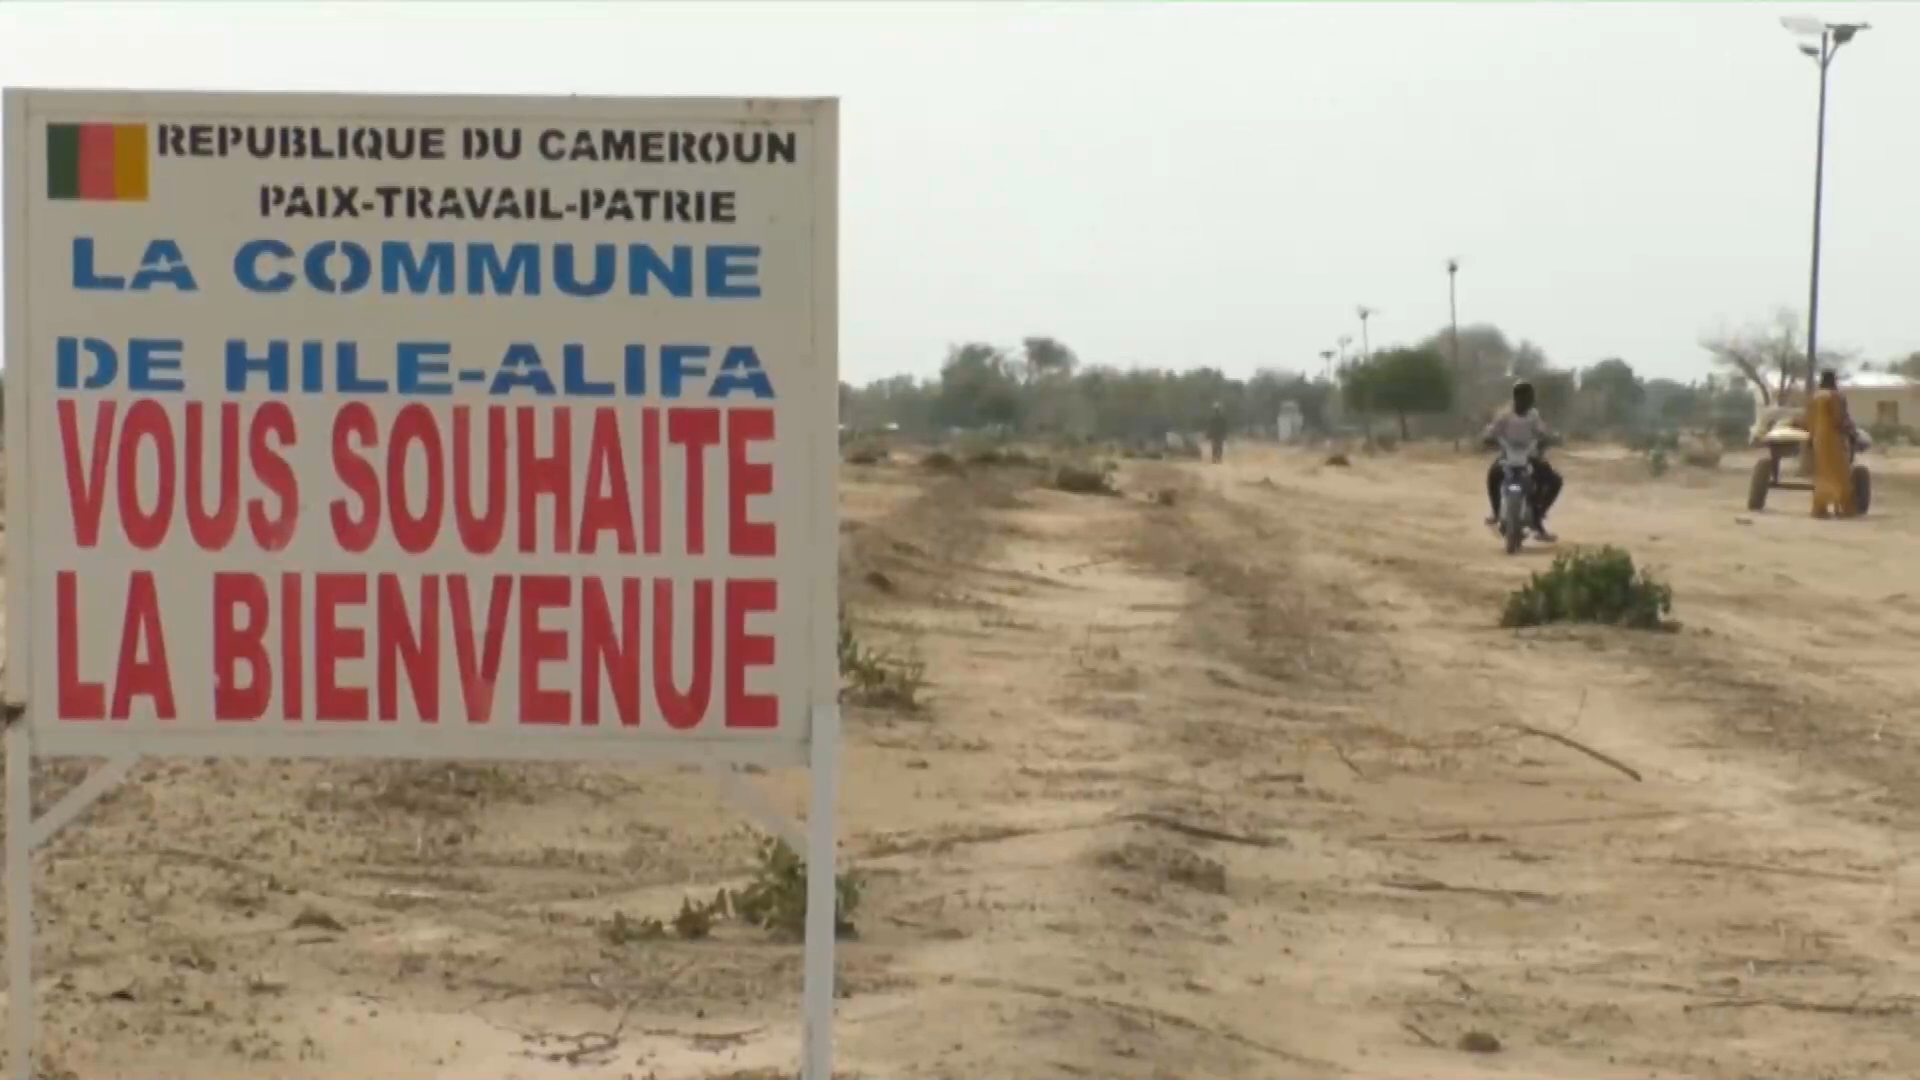 REPUBLIQUE DU CAMEROUN
PAIX-TRAVAIL-PATRIE
LA COMMUNE
DE HILE-ALIFA
VOUS SOUHAITE
LA BIENVENUE